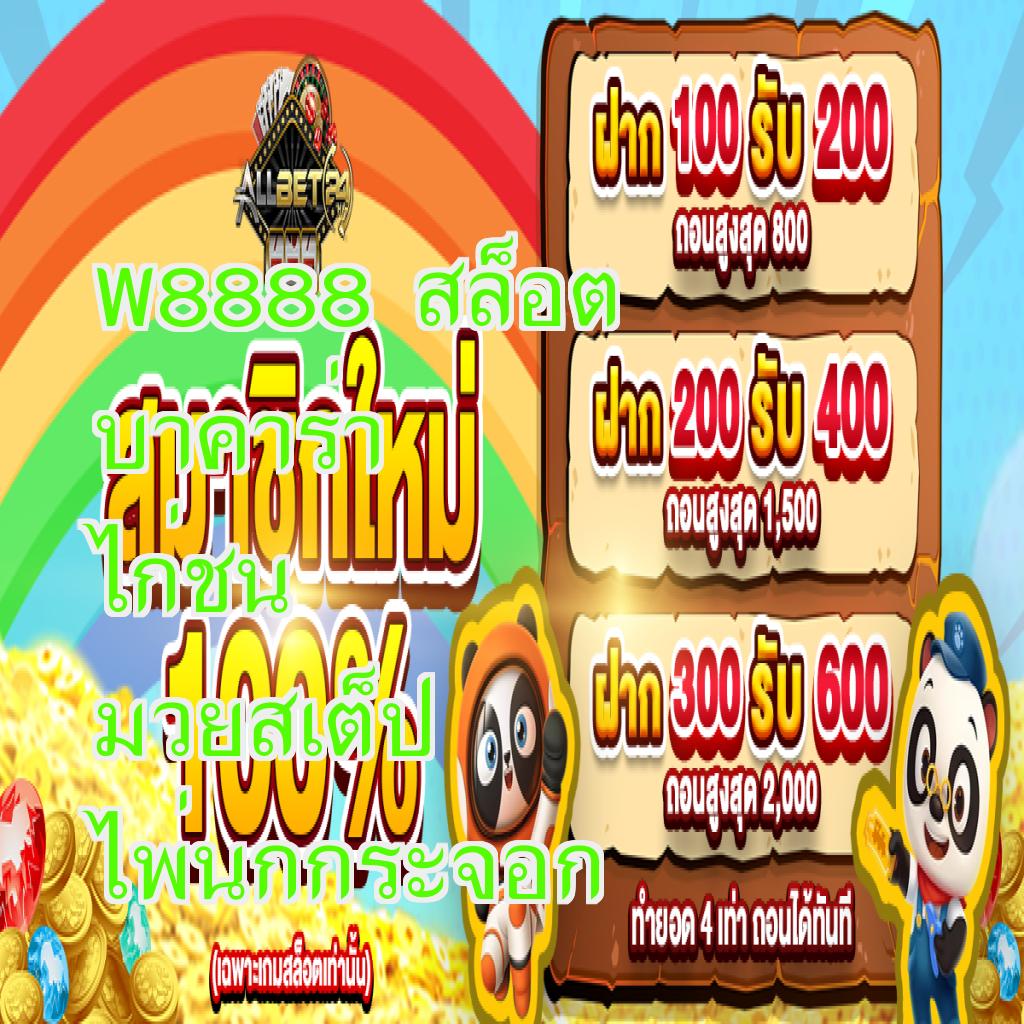 ALLBET24
W8888 สล็อต
สมาชิกใหม่
บาคาร่า
ไก่ชน
100%
มวยสเต็ป
ไพ่นกกระจอก
(เฉพาะเกมสล็อตเท่านั้น)
ฝาก 100 รับ 200
ถอนสูงสุด 800
ฝาก 200 รับ 400
ถอนสูงสุด 1,500
ฝาก 300 รับ 600
ถอนสูงสุด 2,000
ทำยอด 4 เท่า ถอนได้ทันที